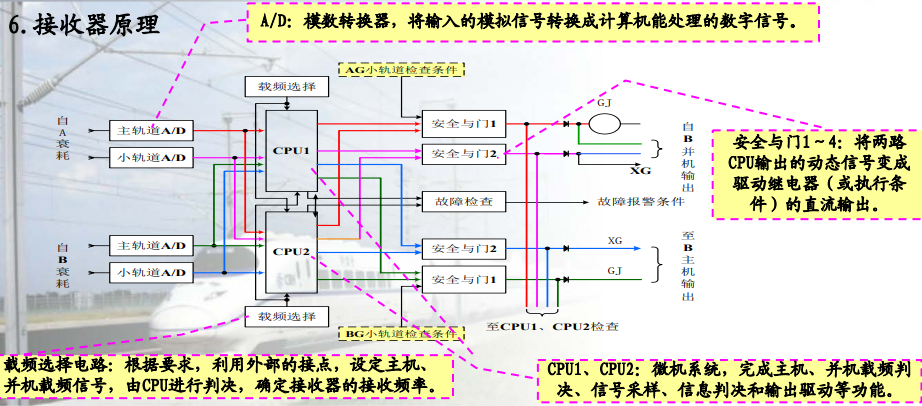 6.接收器原理
A/D：模数转换器，将输入的模拟信号转换成计算机能处理的数字信号。
AG小轨道检查条件
载频选择
自A衰耗
主轨道A/D
小轨道A/D
CPU1
安全与门1
安全与门2
GJ
XG
自B并机输出
安全与门1～4：将两路
CPU输出的动态信号变成
驱动继电器（或执行条
件）的直流输出。
故障检查
故障报警条件
自B衰耗
主轨道A/D
小轨道A/D
CPU2
安全与门2
安全与门1
XG
GJ
至B主机输出
载频选择
BG小轨道检查条件
至CPU1、CPU2检查
载频选择电路：根据要求，利用外部的接点，设定主机、
并机载频信号，由CPU进行判决，确定接收器的接收频率。
CPU1、CPU2：微机系统，完成主机、并机载频判
决、信号采样、信息判决和输出驱动等功能。